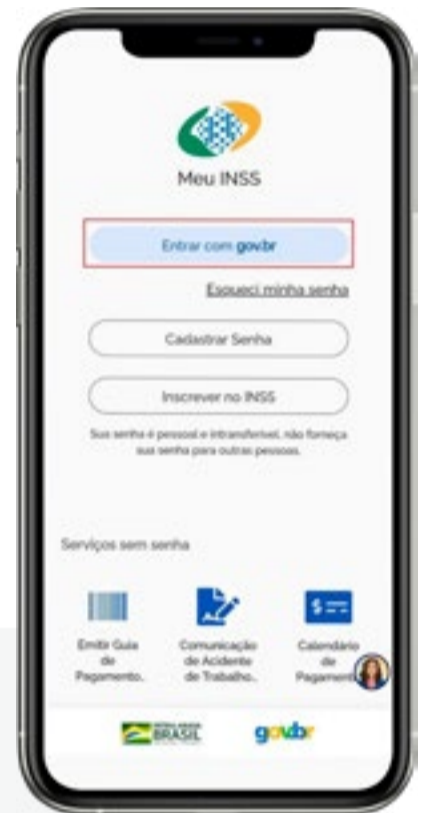 Meu INSS
Entrar com gov.br
Esqueci minha senha
Cadastrar Senha
Inscrever no INSS
Sua senha é pessoal e intransferível, não forneça
sua senha para outras pessoas.
Serviços sem senha
Emitir Guia de Pagamento..
Comunicação de Acidente de Trabalho..
Calendário de Pagament
BRASIL
gov.br